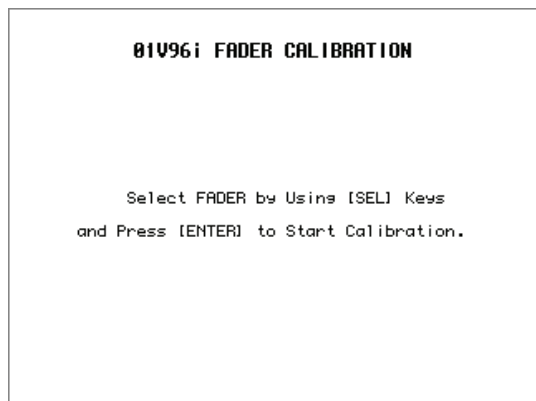 01V96i FADER CALIBRATION
Select FADER by Using [SEL] Keys
and Press [ENTER] to Start Calibration.